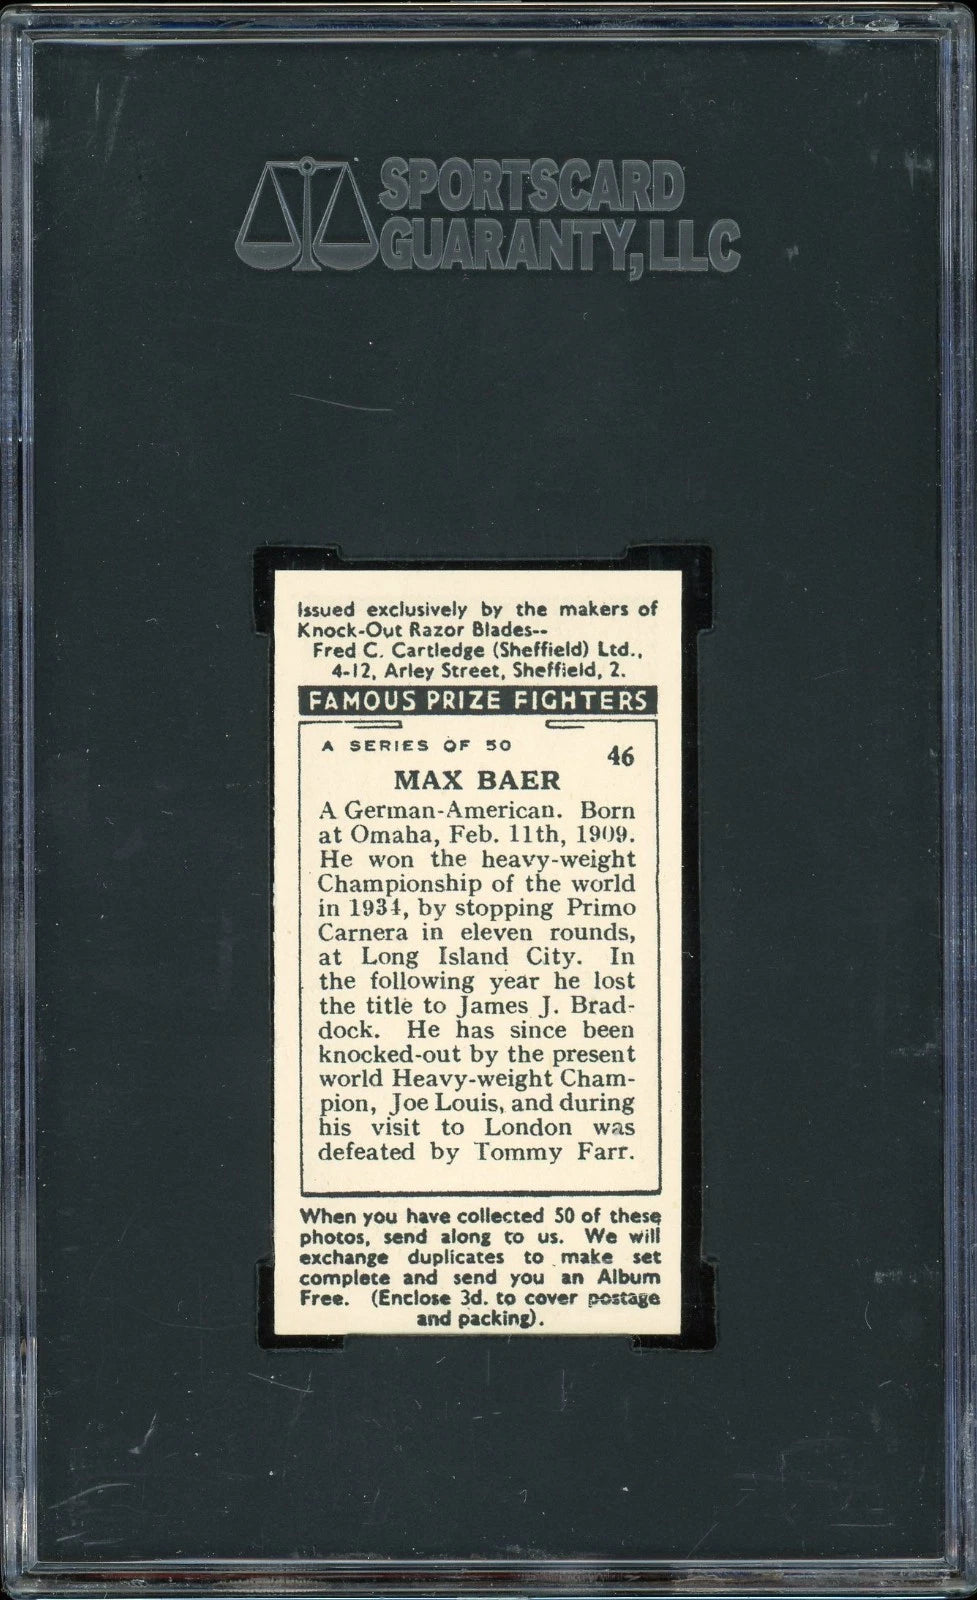 SPORTSCARD
GUARANTY, LLC
Issued exclusively by the makers of
Knock-Out Razor Blades--
Fred C. Cartledge (Sheffield) Ltd.,
4-12, Arley Street, Sheffield, 2.
FAMOUS PRIZE FIGHTERS
A SERIES OF 50
46
MAX BAER
A German-American. Born
at Omaha, Feb. 11th, 1909.
He won the heavy-weight
Championship of the world
in 1934, by stopping Primo
Carnera in eleven rounds,
at Long Island City. In
the following year he lost
the title to James J. Brad-
dock. He has since been
knocked-out by the present
world Heavy-weight Cham-
pion, Joe Louis, and during
his visit to London was
defeated by Tommy Farr.
When you have collected 50 of these
photos, send along to us. We will
exchange duplicates to make set
complete and send you an Album
Free. (Enclose 3d. to cover postage
and packing).